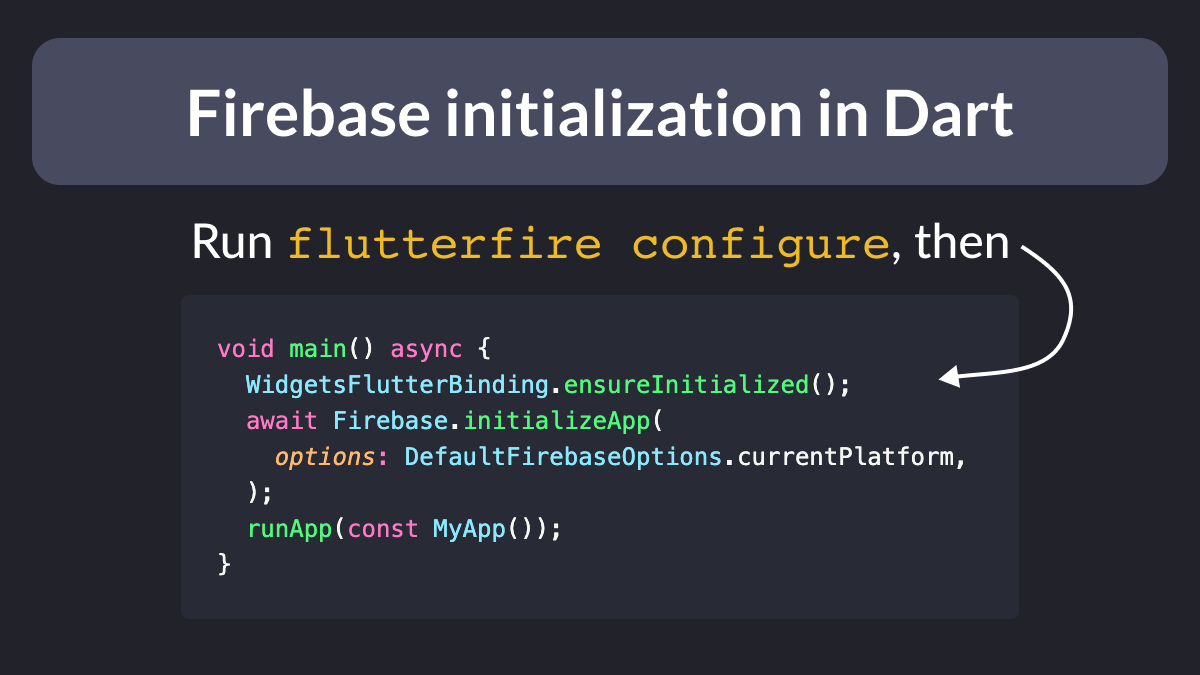 Firebase initialization in Dart
Run flutterfire configure, then
void main() async {
  WidgetsFlutterBinding.ensureInitialized();
  await Firebase.initializeApp(
    options: DefaultFirebaseOptions.currentPlatform,
  );
  runApp(const MyApp());
}